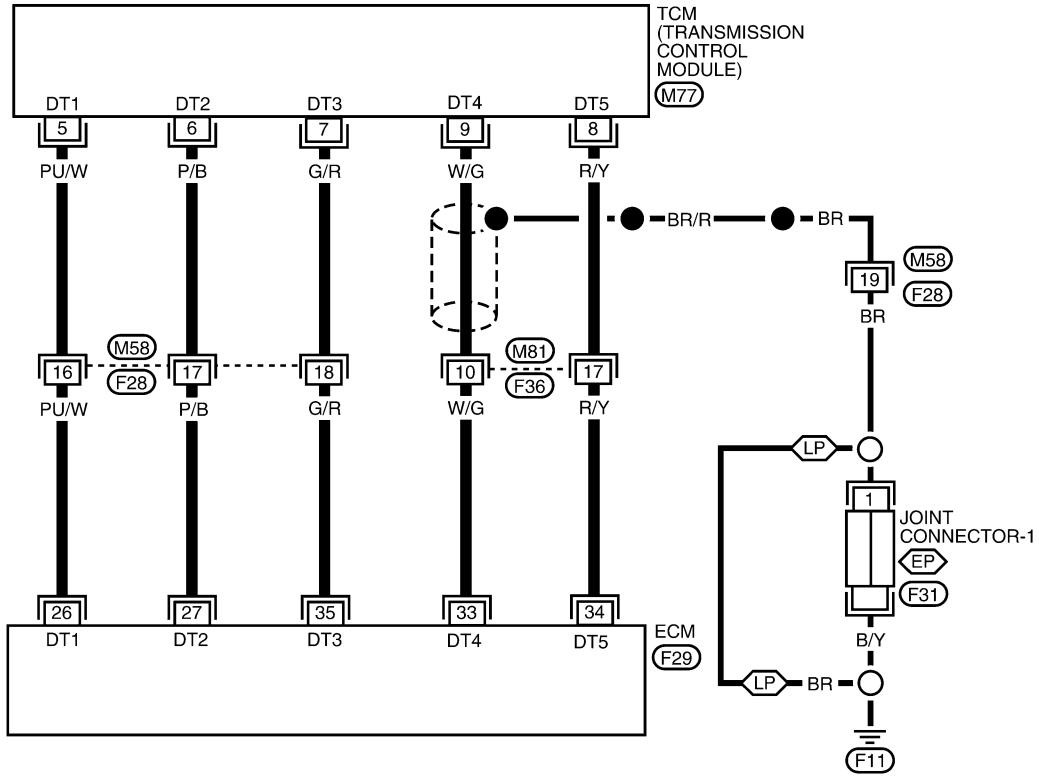 TCM
(TRANSMISSION
CONTROL
MODULE)
M77
DT1 DT2 DT3 DT4 DT5
5 6 7 9 8
PU/W P/B G/R W/G R/Y
BR/R BR
M58
19
F28
BR
M58 M81
16 17 18 10 17
F28 F36
PU/W P/B G/R W/G R/Y
LP
1
JOINT
CONNECTOR-1
EP
F31
26 27 35 33 34
DT1 DT2 DT3 DT4 DT5
ECM
F29
B/Y
LP BR
F11